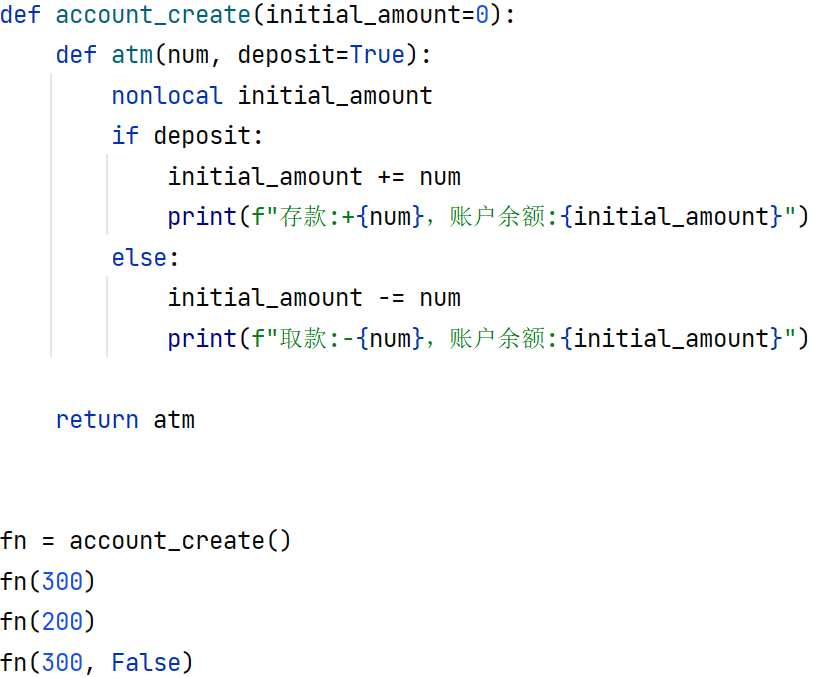 def account_create(initial_amount=0):
    def atm(num, deposit=True):
        nonlocal initial_amount
        if deposit:
            initial_amount += num
            print(f"存款:+{num}，账户余额:{initial_amount}")
        else:
            initial_amount -= num
            print(f"取款:-{num}，账户余额:{initial_amount}")
    return atm
fn = account_create()
fn(300)
fn(200)
fn(300, False)